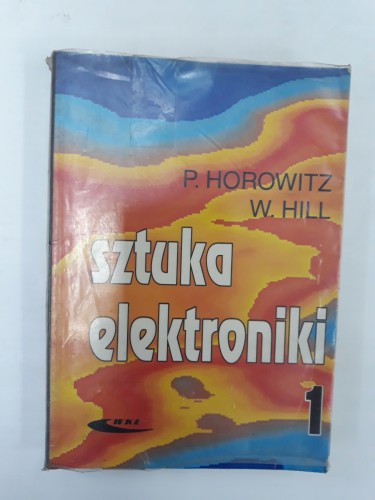 P. HOROWITZ
W. HILL
sztuka
elektroniki
1
WKŁ